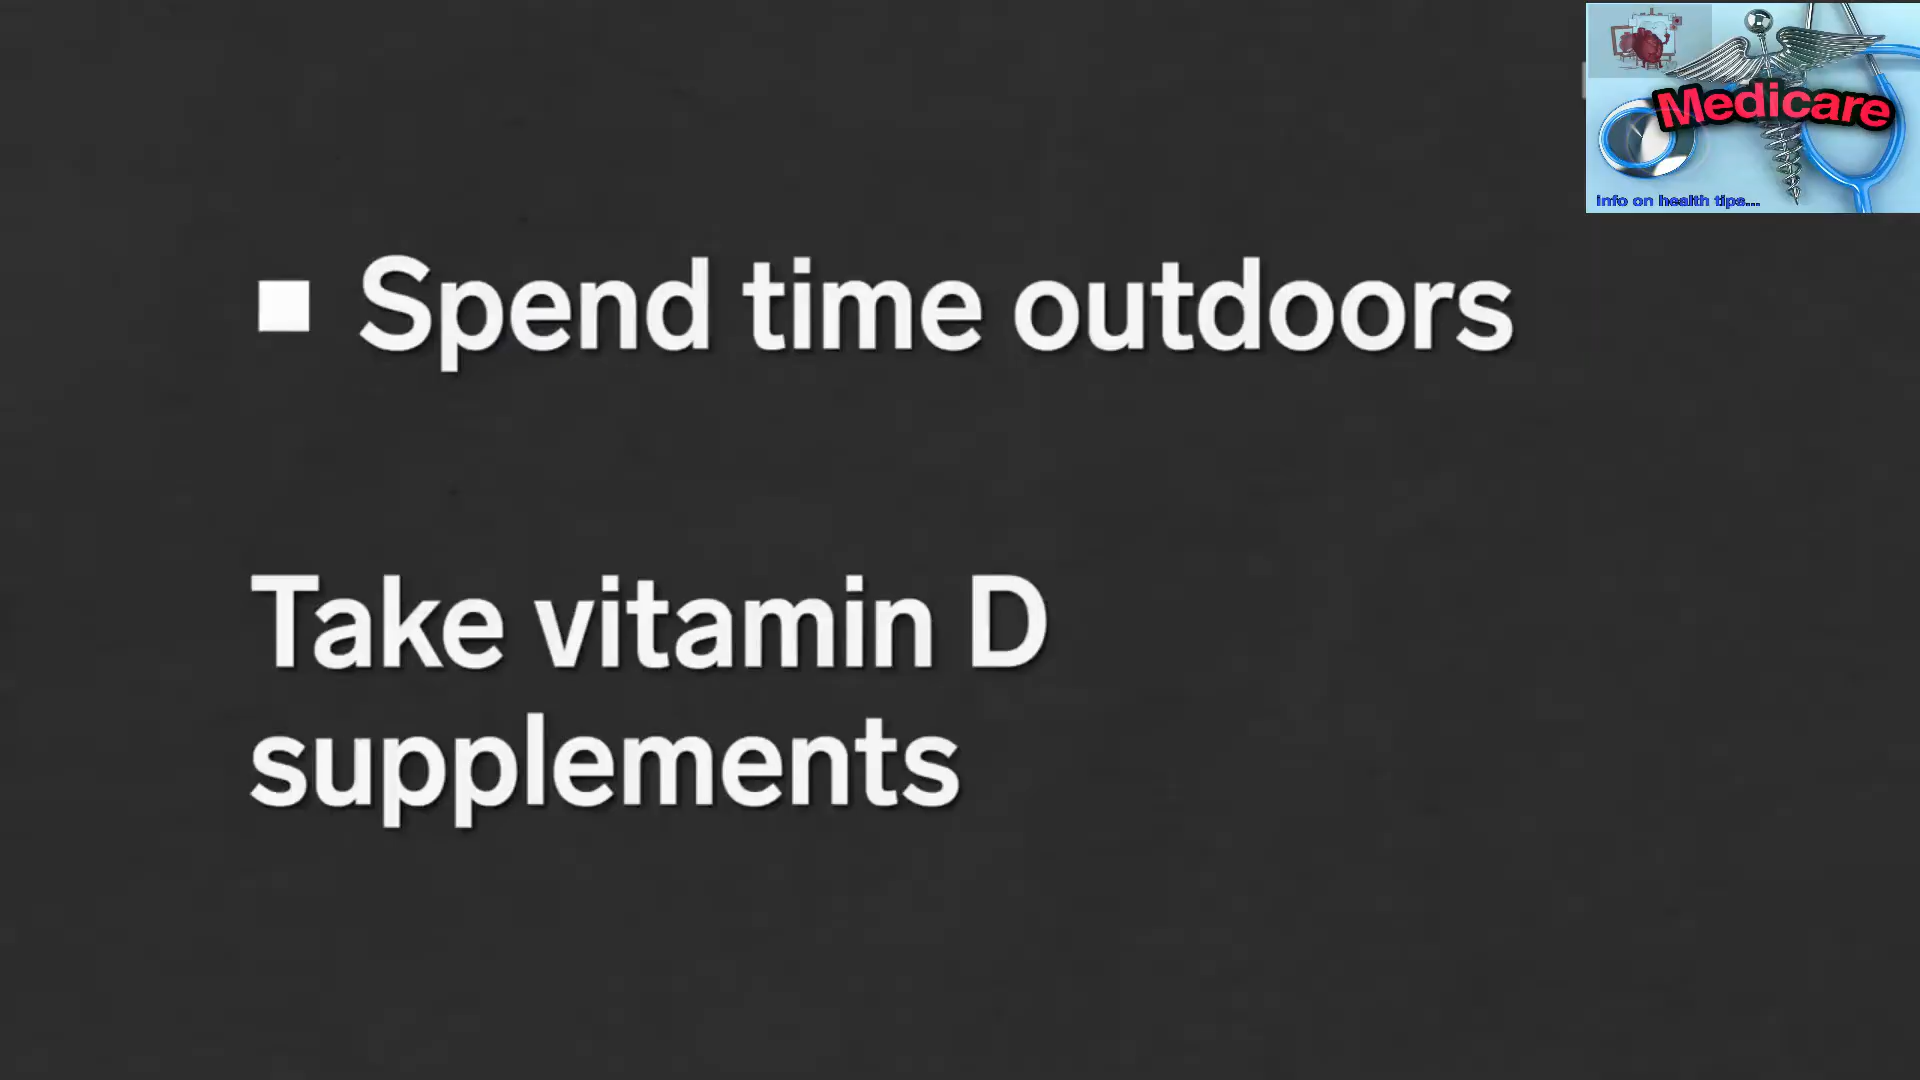 Medicare
Info on health tips...
■ Spend time outdoors
Take vitamin D
supplements